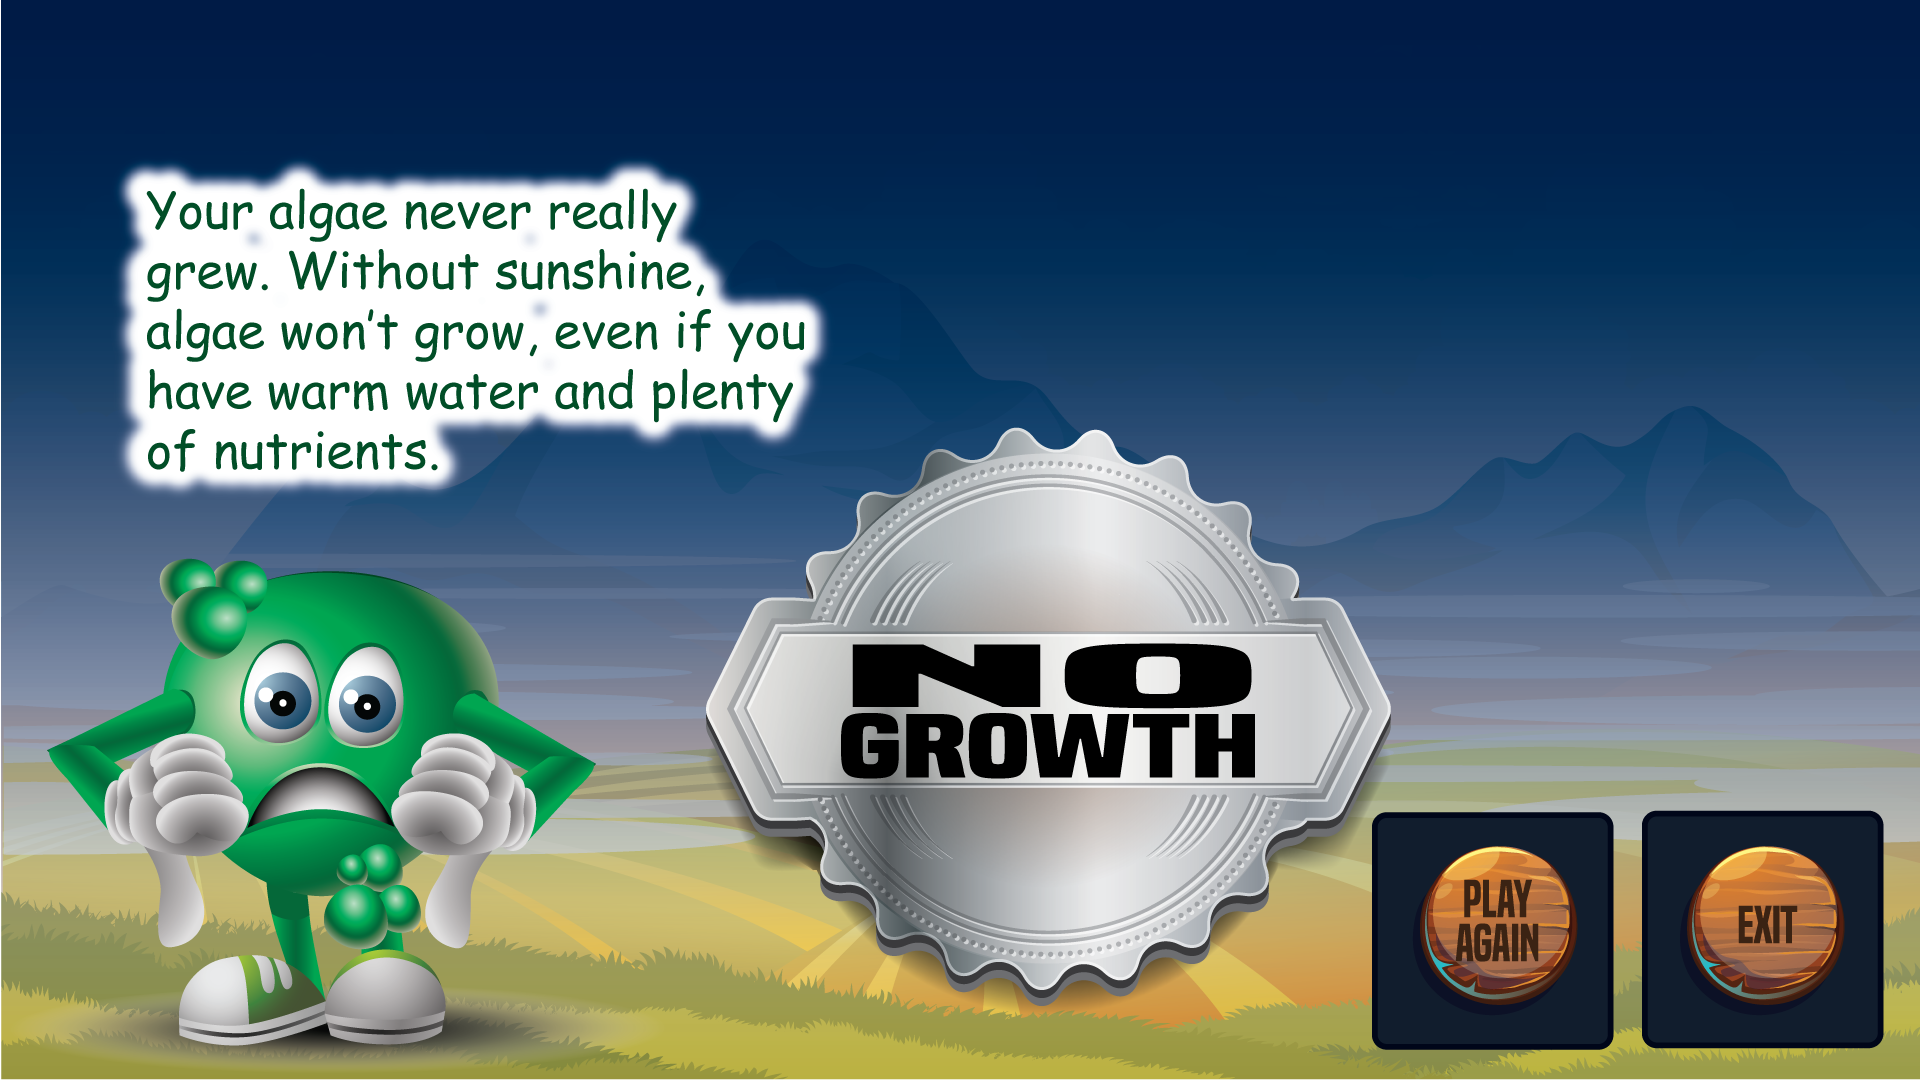 Your algae never really
grew. Without sunshine,
algae won't grow, even if you
have warm water and plenty
of nutrients.
NO
GROWTH
PLAY
AGAIN
EXIT